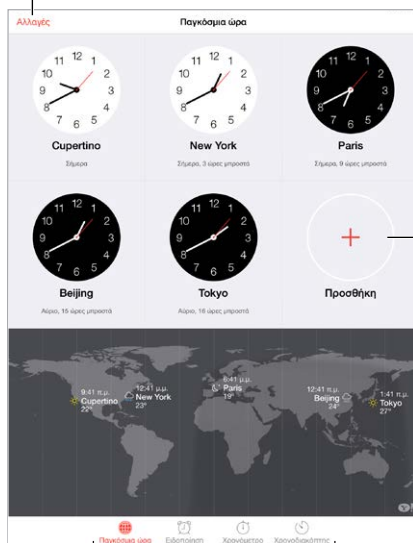 Αλλαγές
Παγκόσμια ώρα
Cupertino
Σήμερα
New York
Σήμερα, 3 ώρες μπροστά
Paris
Σήμερα, 9 ώρες μπροστά
Beijing
Αύριο, 15 ώρες μπροστά
Tokyo
Αύριο, 16 ώρες μπροστά
Προσθήκη
9:41 π.μ.
Cupertino
22°
12:41 μ.μ.
New York
23°
6:41 μ.μ.
Paris
19°
12:41 π.μ.
Beijing
24°
1:41 π.μ.
Tokyo
27°
Παγκόσμια ώρα
Ειδοποίηση
Χρονόμετρο
Χρονοδιακόπτης